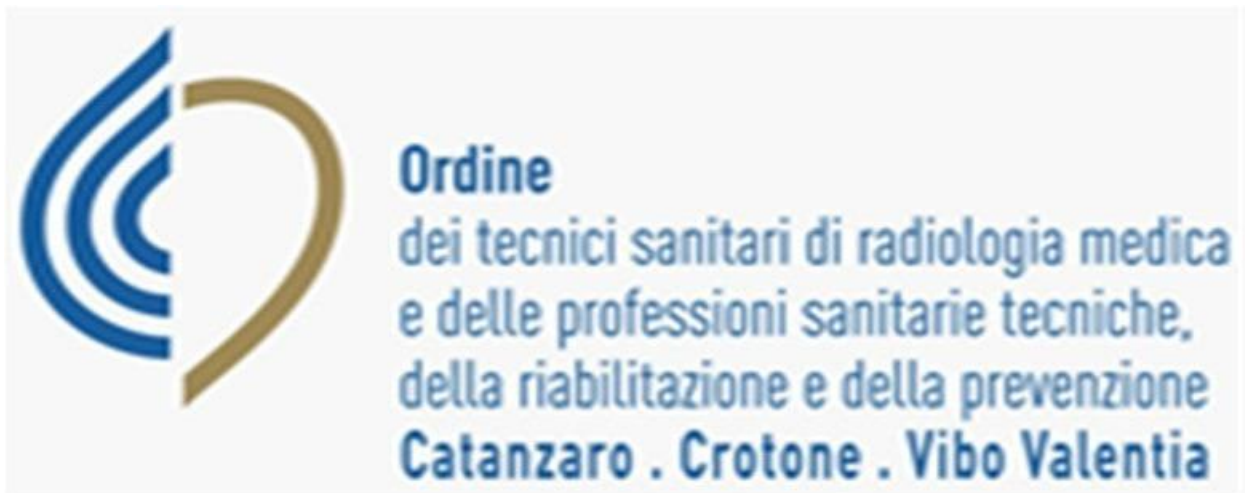 Ordine
dei tecnici sanitari di radiologia medica
e delle professioni sanitarie tecniche,
della riabilitazione e della prevenzione
Catanzaro . Crotone . Vibo Valentia